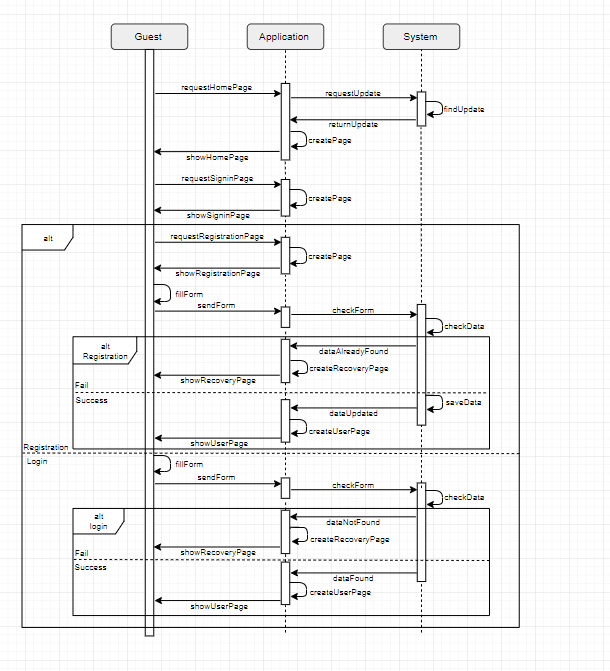 Guest
Application
System
requestHomePage
requestUpdate
findUpdate
returnUpdate
createPage
showHomePage
requestSigninPage
createPage
showSigninPage
alt
requestRegistrationPage
createPage
showRegistrationPage
fillForm
sendForm
checkForm
checkData
alt
Registration
dataAlreadyFound
createRecoveryPage
showRecoveryPage
Fail
Success
saveData
dataUpdated
createUserPage
showUserPage
Registration
Login
fillForm
sendForm
checkForm
checkData
alt
login
dataNotFound
createRecoveryPage
showRecoveryPage
Fail
Success
dataFound
createUserPage
showUserPage